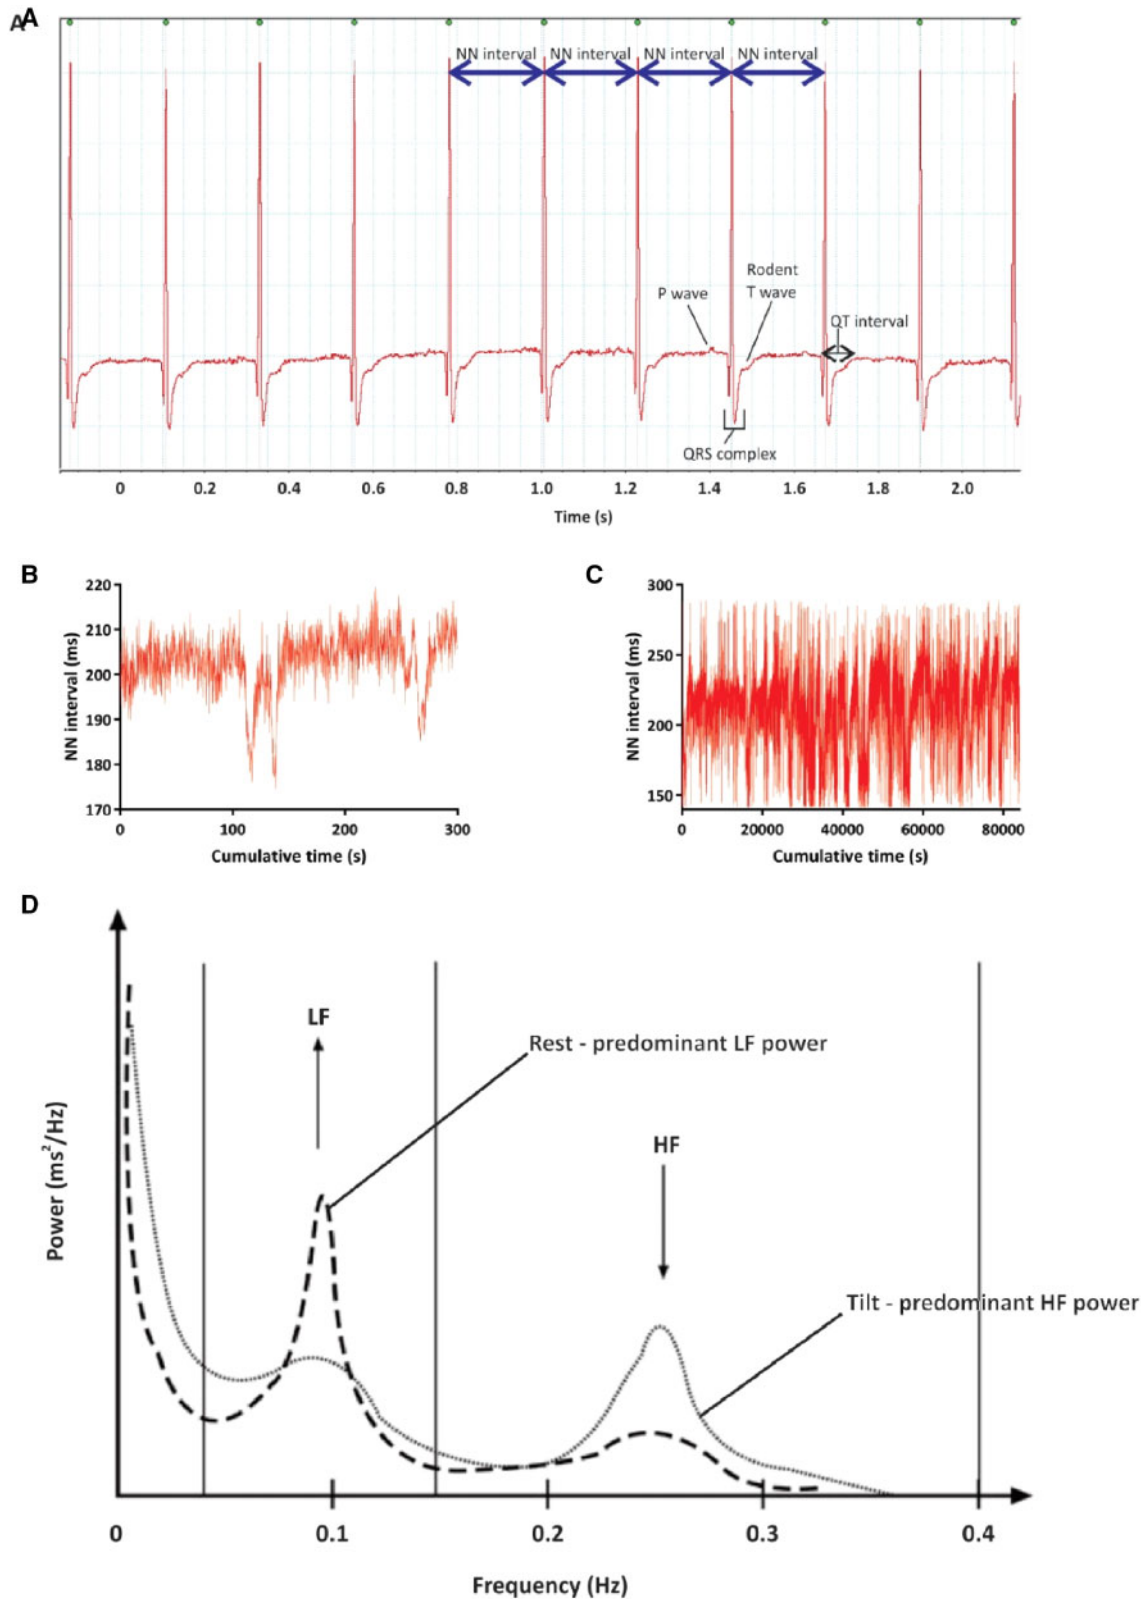 A A
NN interval NN interval NN interval NN interval
Rodent
P wave T wave
QT interval
QRS complex
0 0.2 0.4 0.6 0.8 1.0 1.2 1.4 1.6 1.8 2.0
Time (s)
B
220
210
200
190
180
170
NN interval (ms)
0 100 200 300
Cumulative time (s)
C
300
250
200
150
NN interval (ms)
0 20000 40000 60000 80000
Cumulative time (s)
D
LF
Rest - predominant LF power
HF
Tilt - predominant HF power
Power (ms²/Hz)
0 0.1 0.2 0.3 0.4
Frequency (Hz)